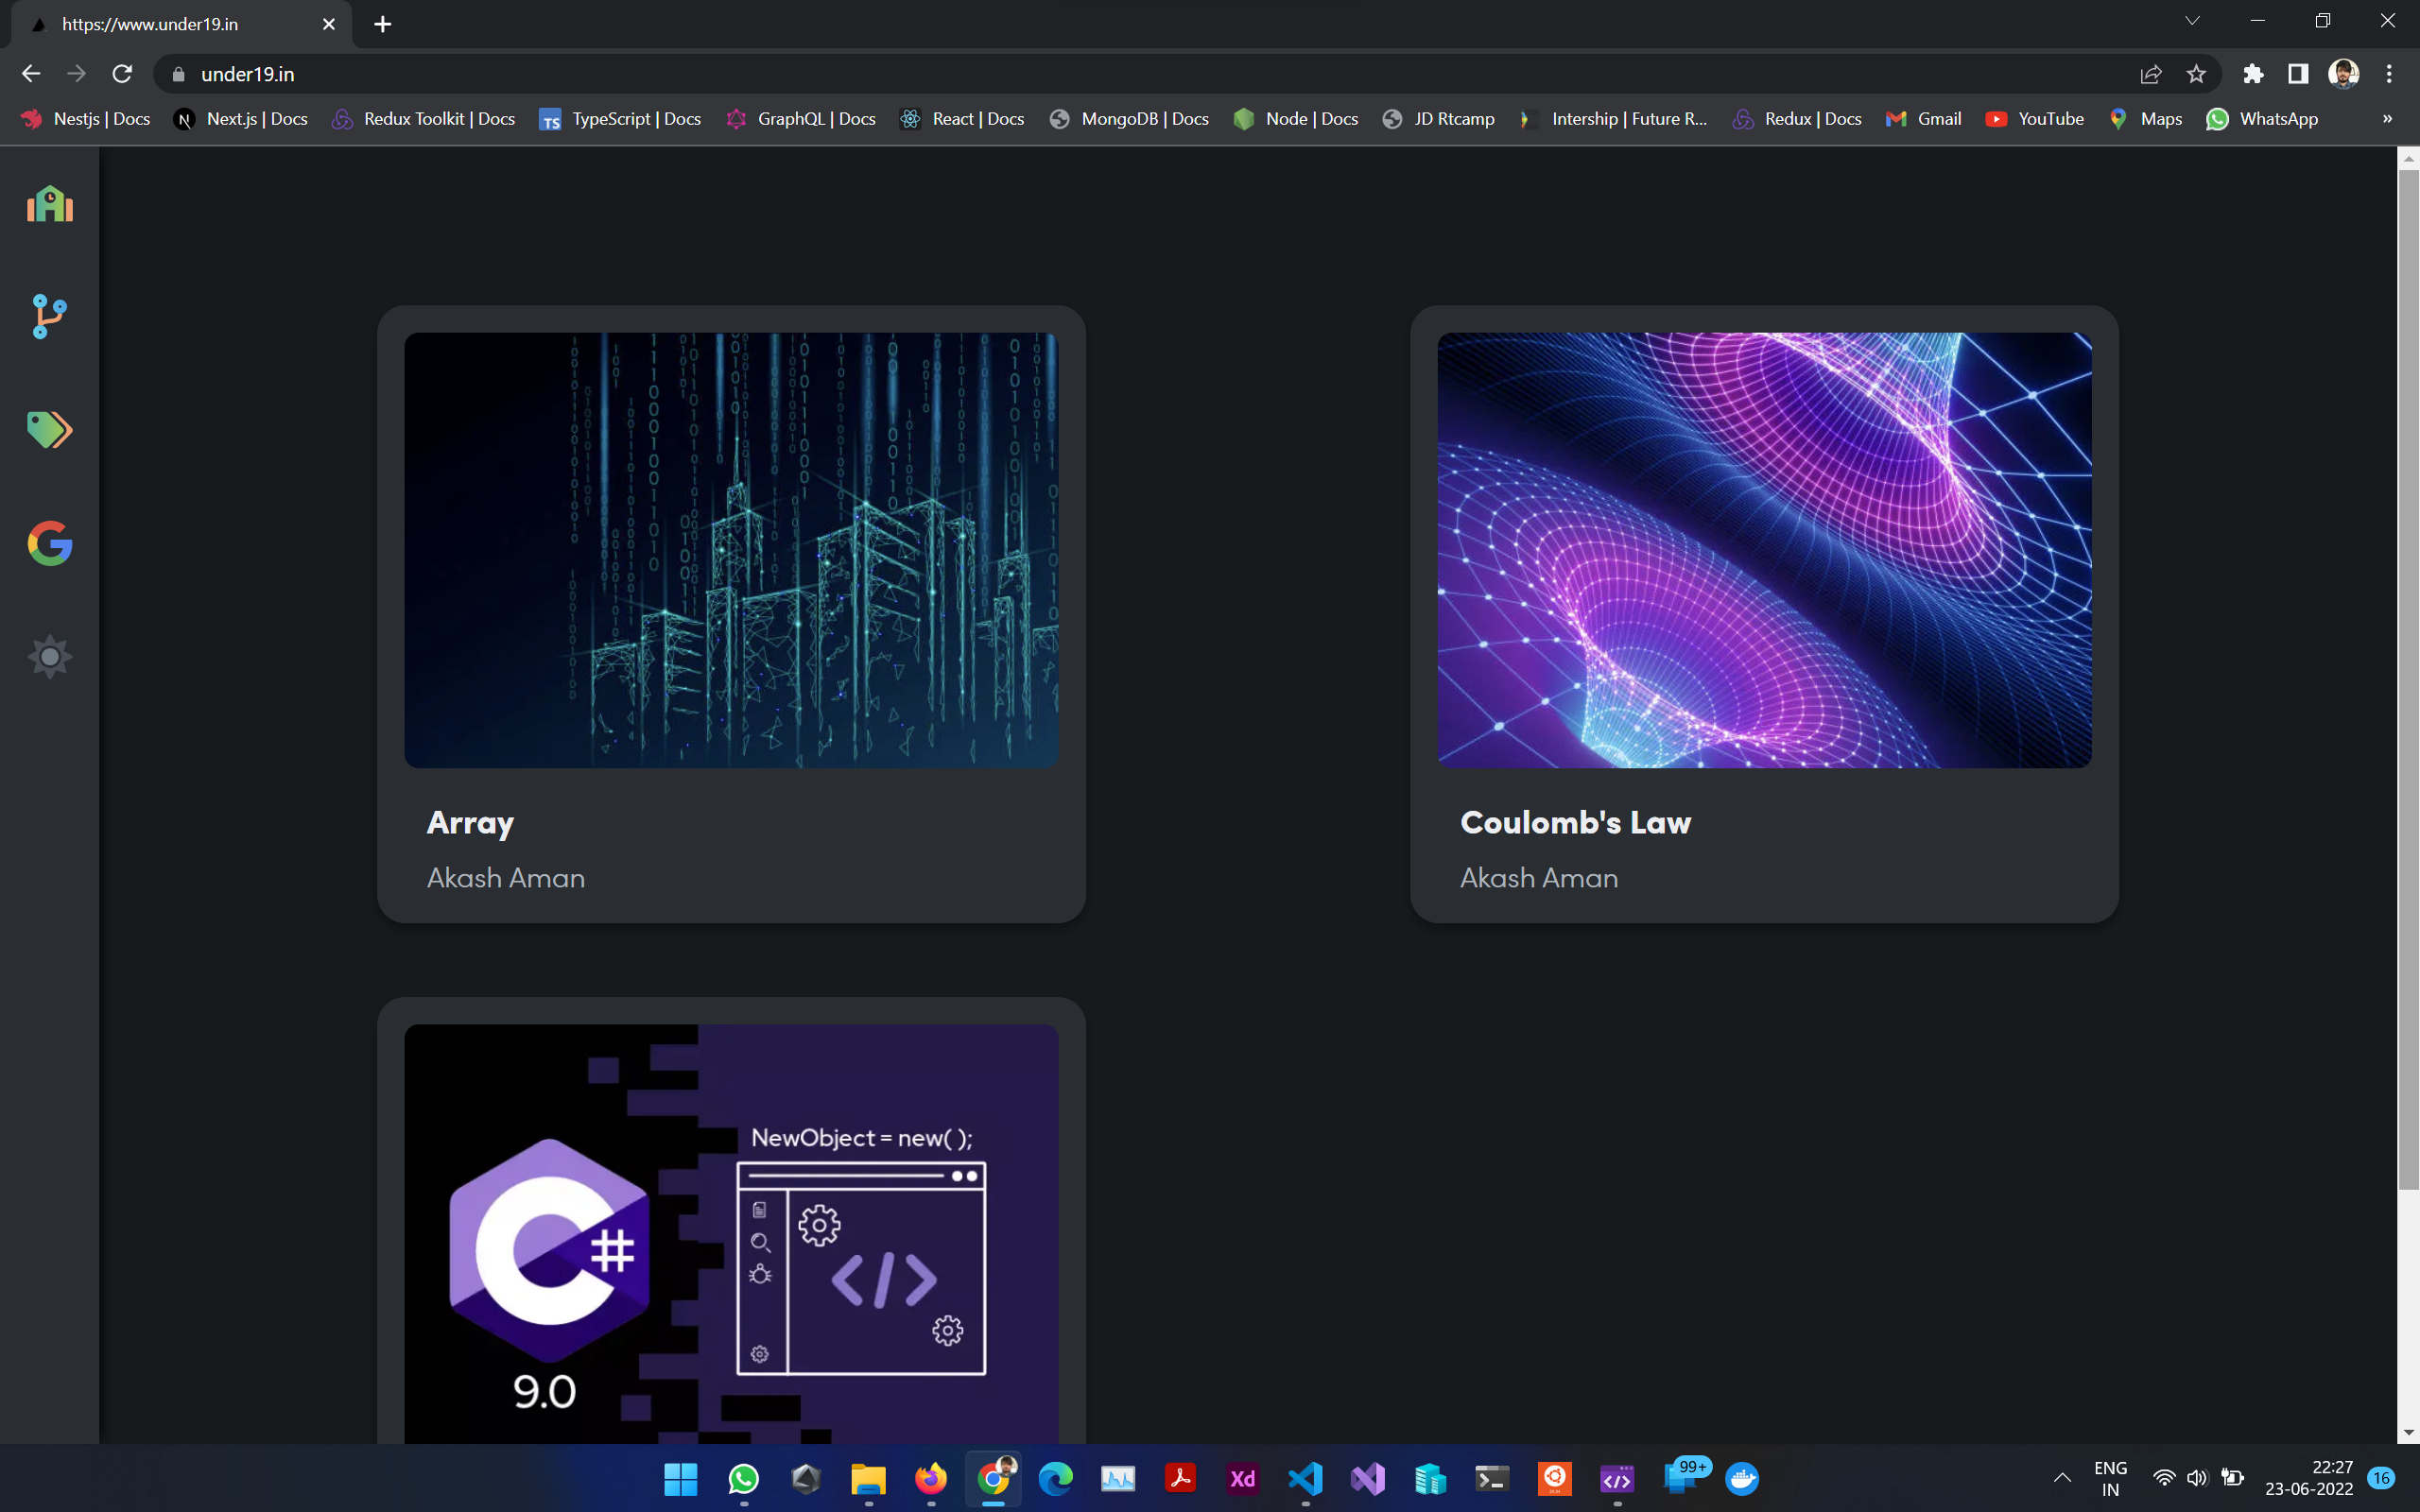 https://www.under19.in
under19.in
Nestjs | Docs
Next.js | Docs
Redux Toolkit | Docs
TS
TypeScript | Docs
GraphQL | Docs
React | Docs
MongoDB | Docs
Node | Docs
JD Rtcamp
Intership | Future R...
Redux | Docs
Gmail
YouTube
Maps
WhatsApp
»
Array
Akash Aman
Coulomb's Law
Akash Aman
NewObject = new( );
C#
</>
9.0
Xd
99+
ENG
IN
22:27
23-06-2022
16